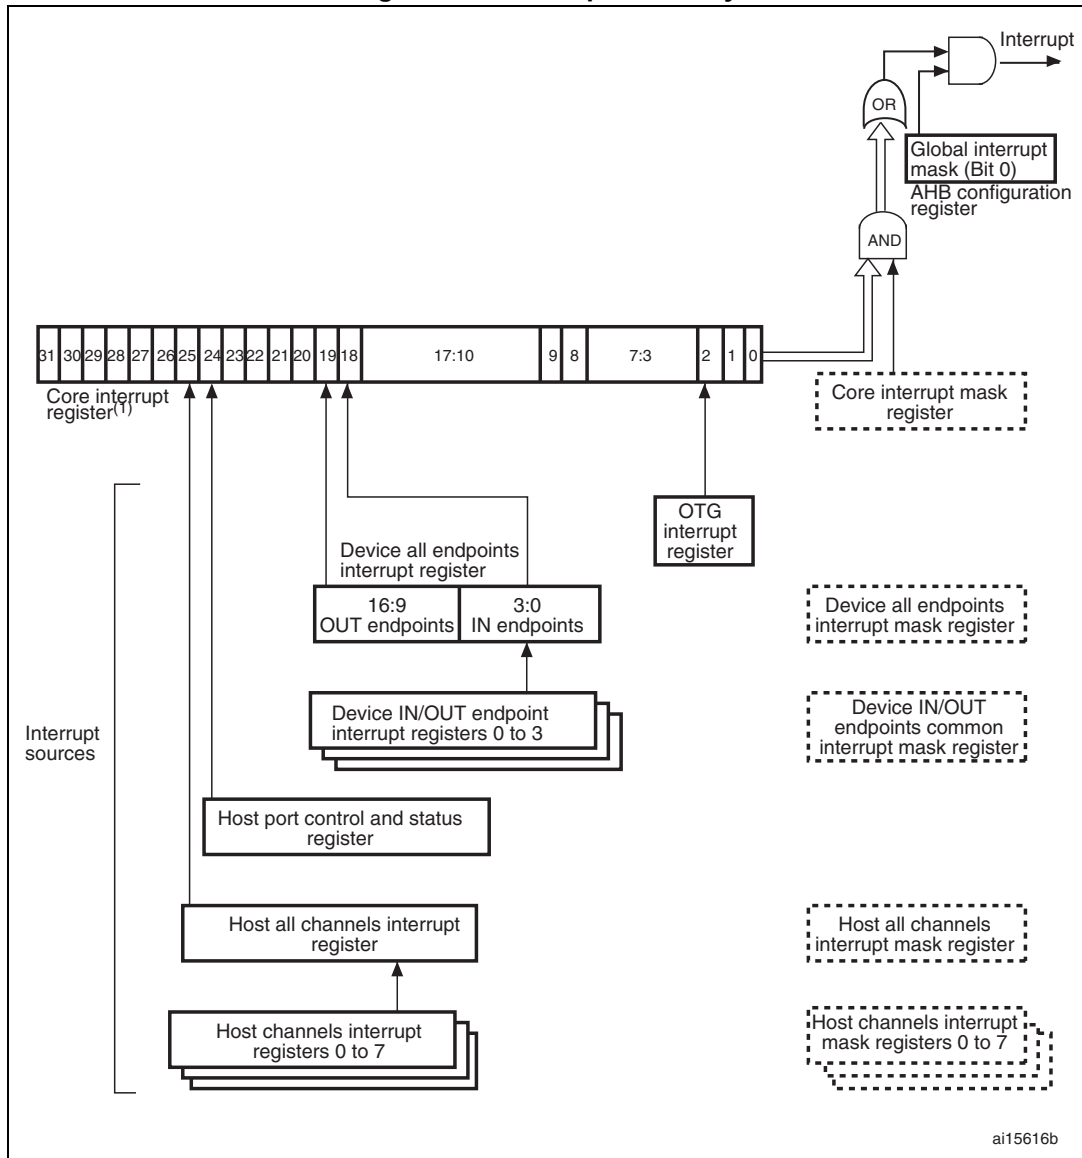 Interrupt
OR
Global interrupt
mask (Bit 0)
AHB configuration
register
AND
31 30 29 28 27 26 25 24 23 22 21 20 19 18 17:10 9 8 7:3 2 1 0
Core interrupt
register(1)
Core interrupt mask
register
OTG
interrupt
register
Device all endpoints
interrupt register
16:9
OUT endpoints
3:0
IN endpoints
Device all endpoints
interrupt mask register
Device IN/OUT endpoint
interrupt registers 0 to 3
Device IN/OUT
endpoints common
interrupt mask register
Interrupt
sources
Host port control and status
register
Host all channels interrupt
register
Host all channels
interrupt mask register
Host channels interrupt
registers 0 to 7
Host channels interrupt
mask registers 0 to 7
ai15616b